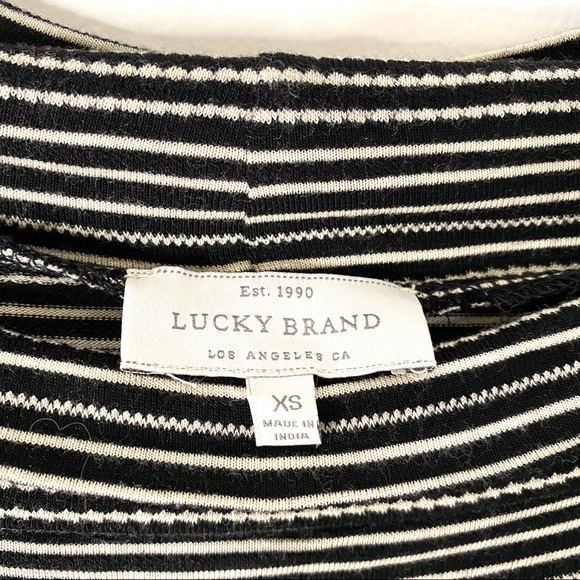 Est. 1990
LUCKY BRAND
LOS ANGELES CA
XS
MADE IN
INDIA